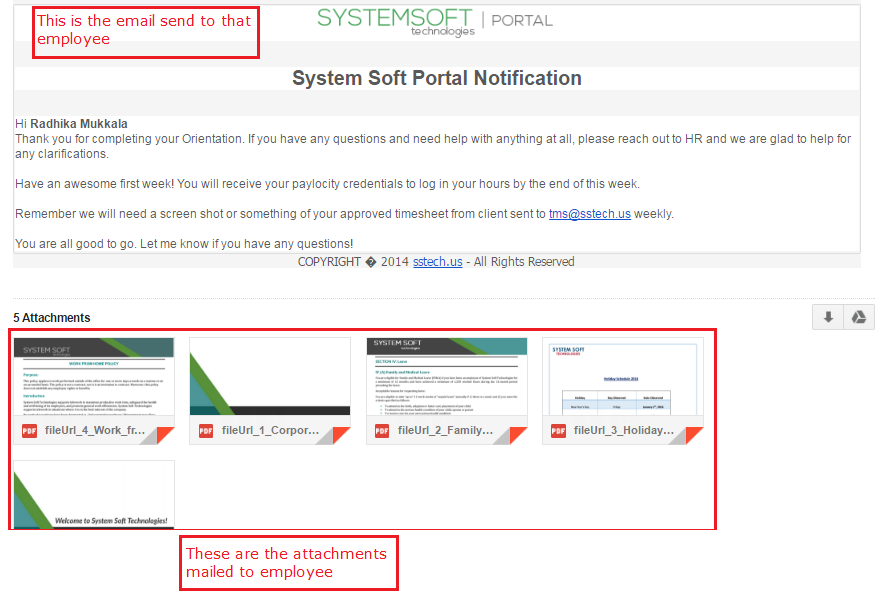 This is the email send to that
employee
SYSTEMSOFT | PORTAL
technologies
System Soft Portal Notification
Hi Radhika Mukkala
Thank you for completing your Orientation. If you have any questions and need help with anything at all, please reach out to HR and we are glad to help for
any clarifications.
Have an awesome first week! You will receive your paylocity credentials to log in your hours by the end of this week.
Remember we will need a screen shot or something of your approved timesheet from client sent to tms@sstech.us weekly.
You are all good to go. Let me know if you have any questions!
COPYRIGHT � 2014 sstech.us - All Rights Reserved
5 Attachments
SYSTEM SOFT
technologies
WORK FROM HOME POLICY
Purpose:
Introduction
PDF fileUrl_4_Work_fr...
PDF fileUrl_1_Corpor...
SYSTEM SOFT
technologies
SECTION IV Leave
IV (A) Family and Medical Leave
PDF fileUrl_2_Family...
SYSTEM SOFT
TECHNOLOGIES
Holiday Schedule 2016
Holiday Day Observed Date Observed
New Year's Day Friday January 1st, 2016
PDF fileUrl_3_Holiday...
Welcome to System Soft Technologies!
These are the attachments
mailed to employee